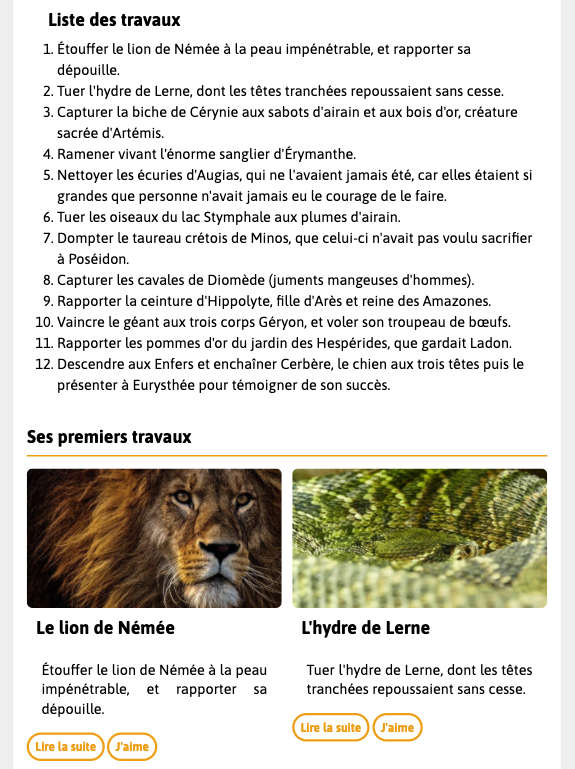 Liste des travaux
1. Étouffer le lion de Némée à la peau impénétrable, et rapporter sa
dépouille.
2. Tuer l'hydre de Lerne, dont les têtes tranchées repoussaient sans cesse.
3. Capturer la biche de Cérynie aux sabots d'airain et aux bois d'or, créature
sacrée d'Artémis.
4. Ramener vivant l'énorme sanglier d'Érymanthe.
5. Nettoyer les écuries d'Augias, qui ne l'avaient jamais été, car elles étaient si
grandes que personne n'avait jamais eu le courage de le faire.
6. Tuer les oiseaux du lac Stymphale aux plumes d'airain.
7. Dompter le taureau crétois de Minos, que celui-ci n'avait pas voulu sacrifier
à Poséidon.
8. Capturer les cavales de Diomède (juments mangeuses d'hommes).
9. Rapporter la ceinture d'Hippolyte, fille d'Arès et reine des Amazones.
10. Vaincre le géant aux trois corps Géryon, et voler son troupeau de bœufs.
11. Rapporter les pommes d'or du jardin des Hespérides, que gardait Ladon.
12. Descendre aux Enfers et enchaîner Cerbère, le chien aux trois têtes puis le
présenter à Eurysthée pour témoigner de son succès.
Ses premiers travaux
Le lion de Némée
Étouffer le lion de Némée à la peau
impénétrable, et rapporter sa
dépouille.
Lire la suite J'aime
L'hydre de Lerne
Tuer l'hydre de Lerne, dont les têtes
tranchées repoussaient sans cesse.
Lire la suite J'aime